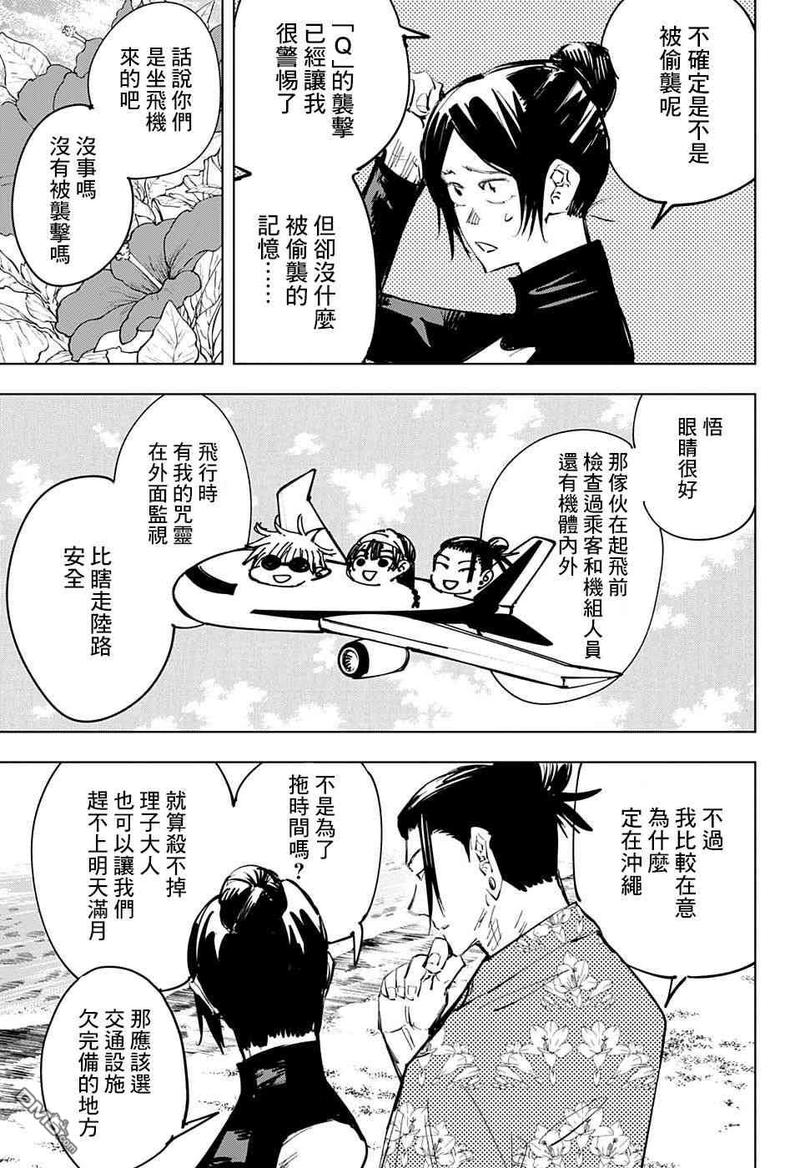 不確定是不是
被偷襲呢
「Q」的襲擊
已經讓我
很警惕了
但卻沒什麼
被偷襲的
記憶……
話說你們
是坐飛機
來的吧
沒事嗎
沒有被襲擊嗎
悟
眼睛很好
那傢伙在起飛前
檢查過乘客和機組人員
還有機體內外
飛行時
有我的咒靈
在外面監視
比瞎走陸路
安全
不過
我比較在意
為什麼
定在沖繩
不是為了
拖時間嗎?
就算殺不掉
理子大人
也可以讓我們
趕不上明天滿月
那應該選
交通設施
欠完備的地方